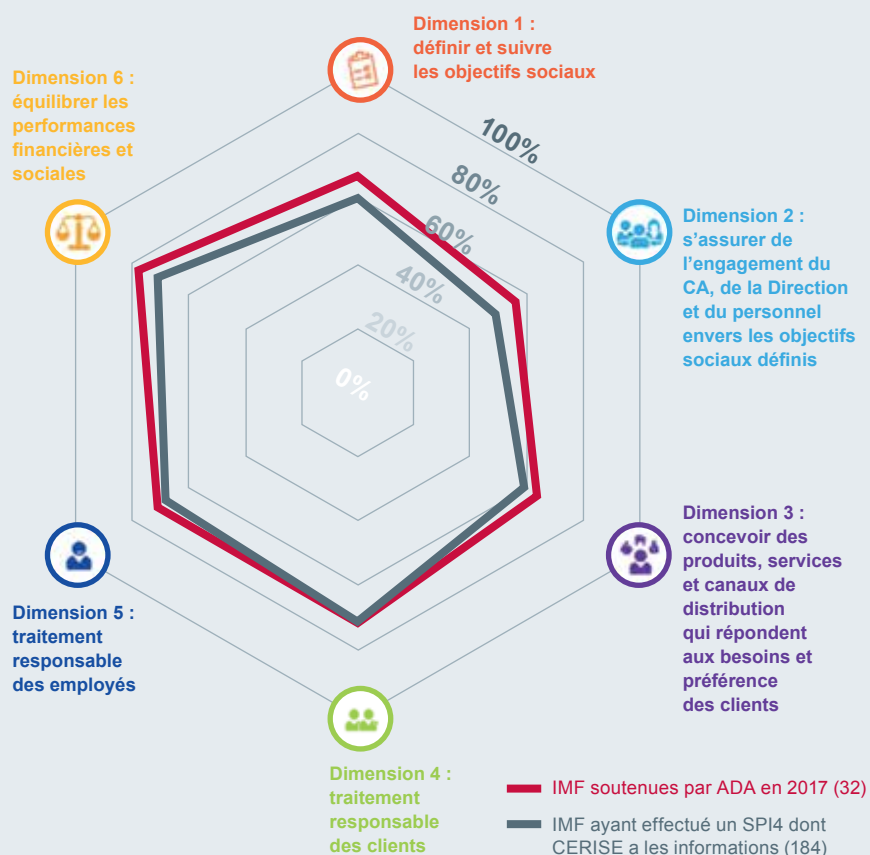 Dimension 1 :
définir et suivre
les objectifs sociaux
Dimension 6 :
équilibrer les
performances
financières et
sociales
100%
80%
60%
40%
20%
0%
Dimension 2 :
s'assurer de
l'engagement du
CA, de la Direction
et du personnel
envers les objectifs
sociaux définis
Dimension 3 :
concevoir des
produits, services
et canaux de
distribution
qui répondent
aux besoins et
préférence
des clients
Dimension 5 :
traitement
responsable
des employés
Dimension 4 :
traitement
responsable
des clients
IMF soutenues par ADA en 2017 (32)
IMF ayant effectué un SPI4 dont
CERISE a les informations (184)